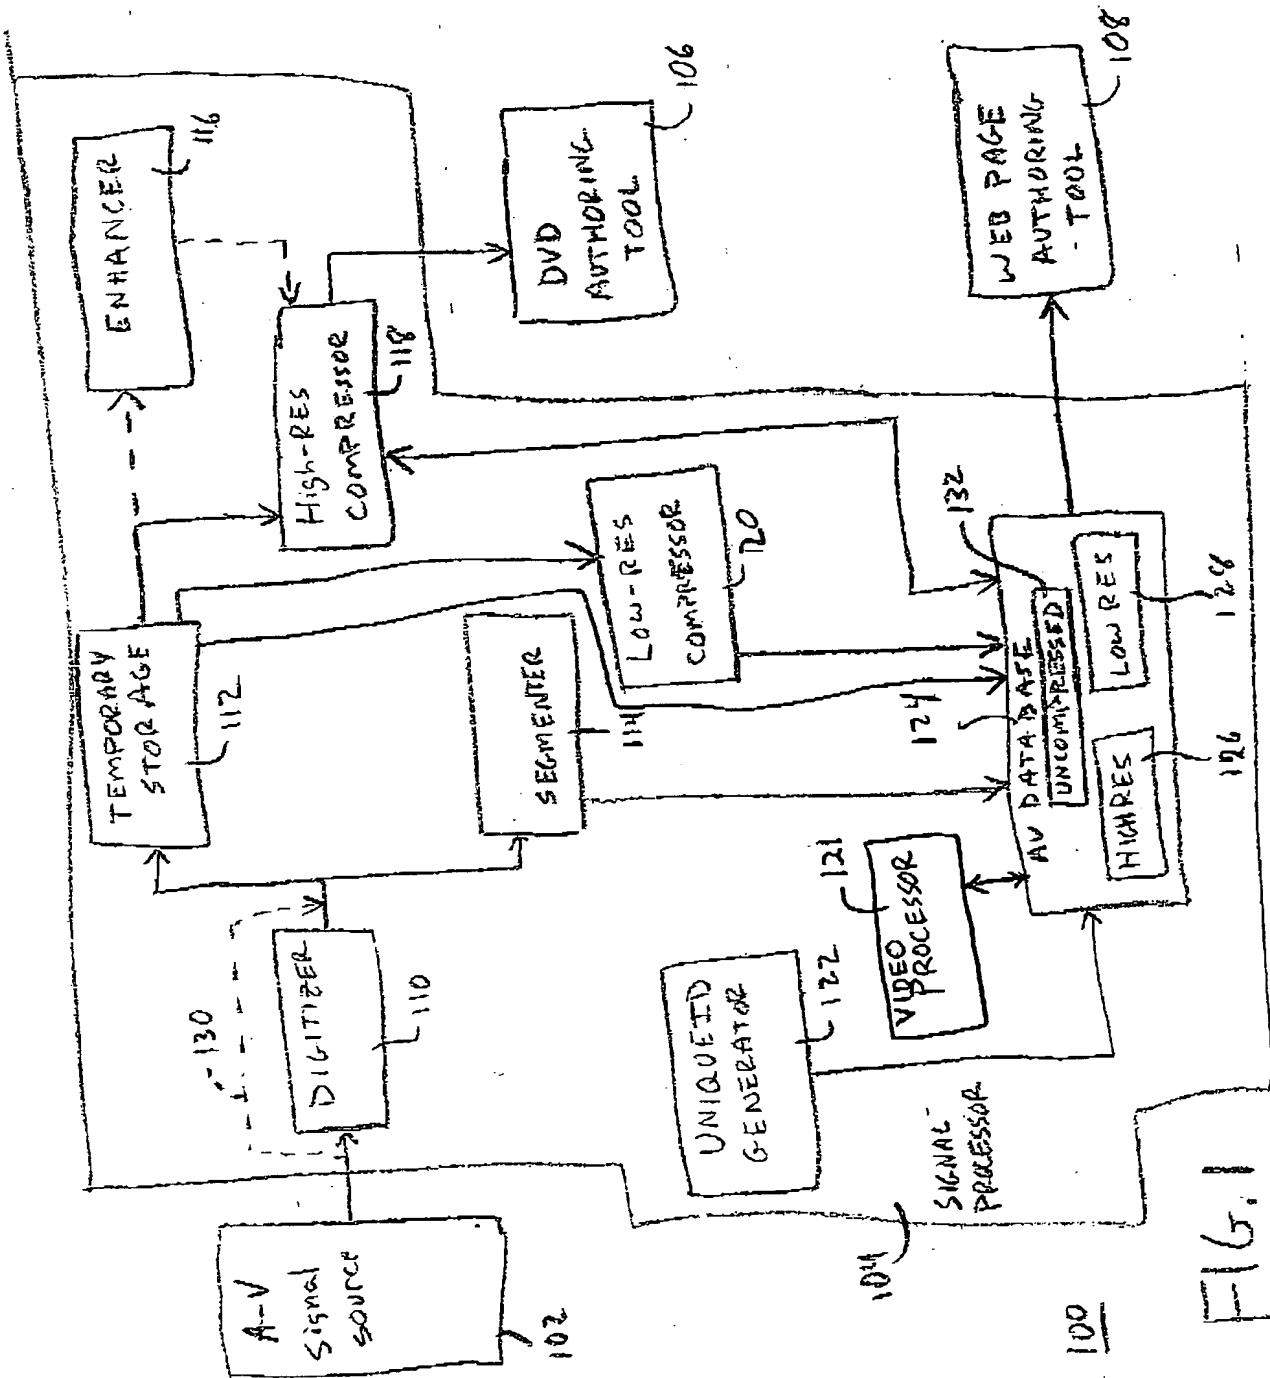 A-V
Signal
Source
102
130
DIGITIZER
110
TEMPORARY
STORAGE
112
ENHANCER
116
High-RES
COMPRESSOR
118
DVD
AUTHORING
TOOL
106
SEGMENTER
114
LOW-RES
COMPRESSOR
120
UNIQUE ID
GENERATOR
122
VIDEO
PROCESSOR
121
124
AV DATABASE
UNCOMPRESSED
132
HIGH RES
126
LOW RES
128
WEB PAGE
AUTHORING
TOOL
108
SIGNAL
PROCESSOR
104
100
FIG. 1